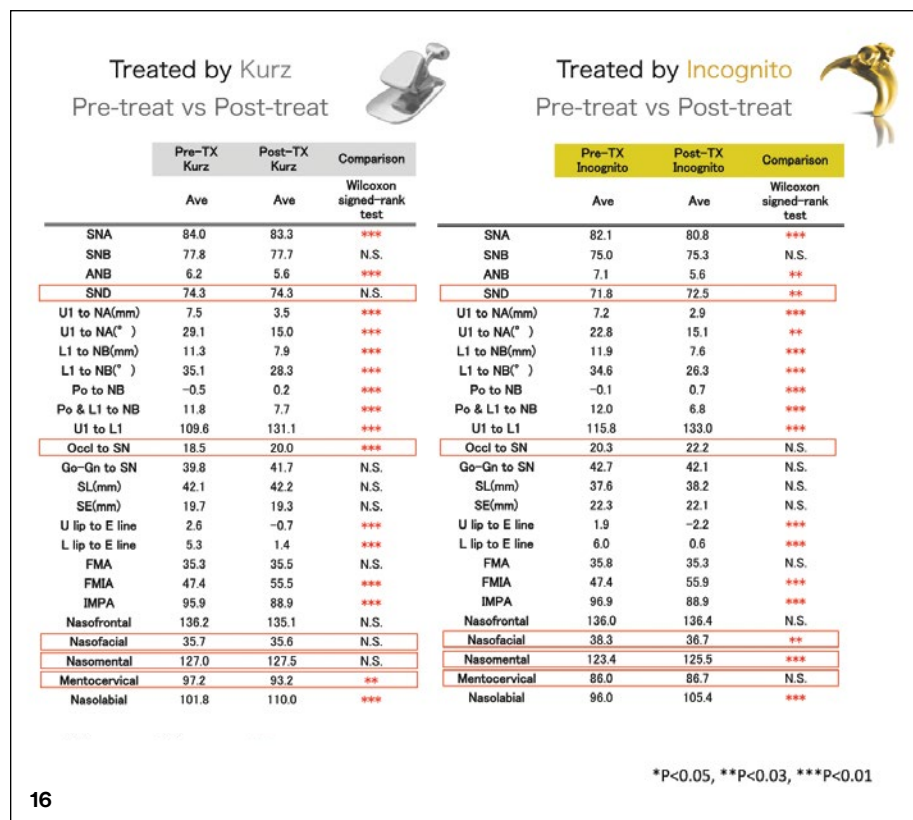 Treated by Kurz
Pre-treat vs Post-treat
Pre-TX Kurz Post-TX Kurz Comparison
Ave Ave Wilcoxon signed-rank test
SNA 84.0 83.3 ***
SNB 77.8 77.7 N.S.
ANB 6.2 5.6 ***
SND 74.3 74.3 N.S.
U1 to NA(mm) 7.5 3.5 ***
U1 to NA(° ) 29.1 15.0 ***
L1 to NB(mm) 11.3 7.9 ***
L1 to NB(° ) 35.1 28.3 ***
Po to NB -0.5 0.2 ***
Po & L1 to NB 11.8 7.7 ***
U1 to L1 109.6 131.1 ***
Occl to SN 18.5 20.0 ***
Go-Gn to SN 39.8 41.7 N.S.
SL(mm) 42.1 42.2 N.S.
SE(mm) 19.7 19.3 N.S.
U lip to E line 2.6 -0.7 ***
L lip to E line 5.3 1.4 ***
FMA 35.3 35.5 N.S.
FMIA 47.4 55.5 ***
IMPA 95.9 88.9 ***
Nasofrontal 136.2 135.1 N.S.
Nasofacial 35.7 35.6 N.S.
Nasomental 127.0 127.5 N.S.
Mentocervical 97.2 93.2 **
Nasolabial 101.8 110.0 ***
Treated by Incognito
Pre-treat vs Post-treat
Pre-TX Incognito Post-TX Incognito Comparison
Ave Ave Wilcoxon signed-rank test
SNA 82.1 80.8 ***
SNB 75.0 75.3 N.S.
ANB 7.1 5.6 **
SND 71.8 72.5 **
U1 to NA(mm) 7.2 2.9 ***
U1 to NA(° ) 22.8 15.1 **
L1 to NB(mm) 11.9 7.6 ***
L1 to NB(° ) 34.6 26.3 ***
Po to NB -0.1 0.7 ***
Po & L1 to NB 12.0 6.8 ***
U1 to L1 115.8 133.0 ***
Occl to SN 20.3 22.2 N.S.
Go-Gn to SN 42.7 42.1 N.S.
SL(mm) 37.6 38.2 N.S.
SE(mm) 22.3 22.1 N.S.
U lip to E line 1.9 -2.2 ***
L lip to E line 6.0 0.6 ***
FMA 35.8 35.3 N.S.
FMIA 47.4 55.9 ***
IMPA 96.9 88.9 ***
Nasofrontal 136.0 136.4 N.S.
Nasofacial 38.3 36.7 **
Nasomental 123.4 125.5 ***
Mentocervical 86.0 86.7 N.S.
Nasolabial 96.0 105.4 ***
*P<0.05, **P<0.03, ***P<0.01
16